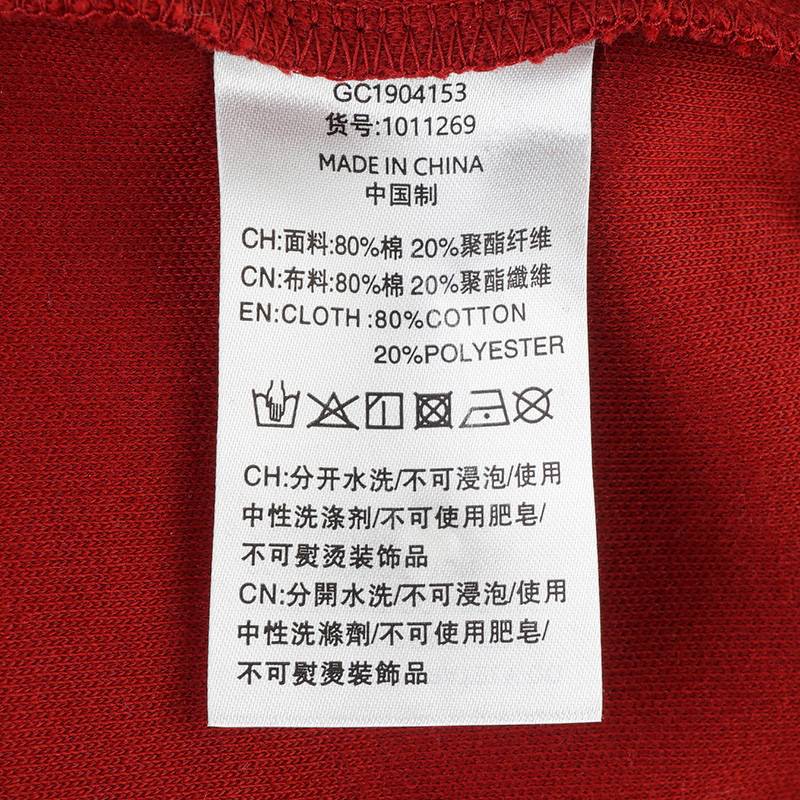 GC1904153
货号:1011269
MADE IN CHINA
中国制
CH:面料:80%棉 20%聚酯纤维
CN:布料:80%棉 20%聚酯纖維
EN:CLOTH :80%COTTON
20%POLYESTER
CH:分开水洗/不可浸泡/使用
中性洗涤剂/不可使用肥皂/
不可熨烫装饰品
CN:分開水洗/不可浸泡/使用
中性洗滌劑/不可使用肥皂/
不可熨燙裝飾品